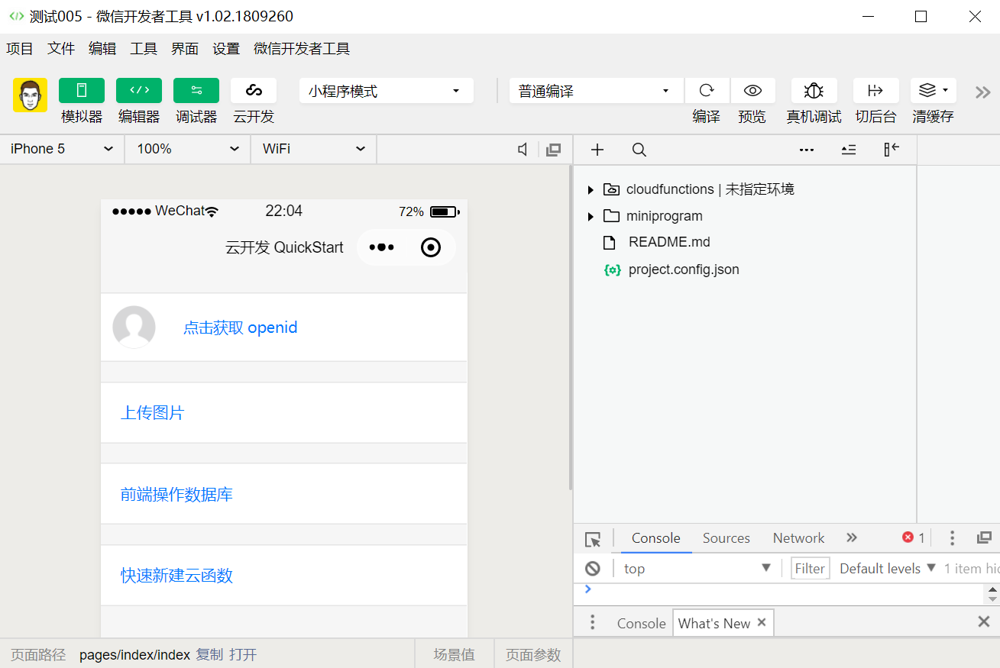 测试005 - 微信开发者工具 v1.02.1809260
项目 文件 编辑 工具 界面 设置 微信开发者工具
小程序模式 普通编译
模拟器 编辑器 调试器 云开发 编译 预览 真机调试 切后台 清缓存
iPhone 5 100% WiFi
WeChat 22:04 72%
云开发 QuickStart
点击获取 openid
上传图片
前端操作数据库
快速新建云函数
cloudfunctions | 未指定环境
miniprogram
README.md
project.config.json
Console Sources Network 1
top Filter Default levels 1 item
Console What's New
页面路径 pages/index/index 复制 打开 场景值 页面参数